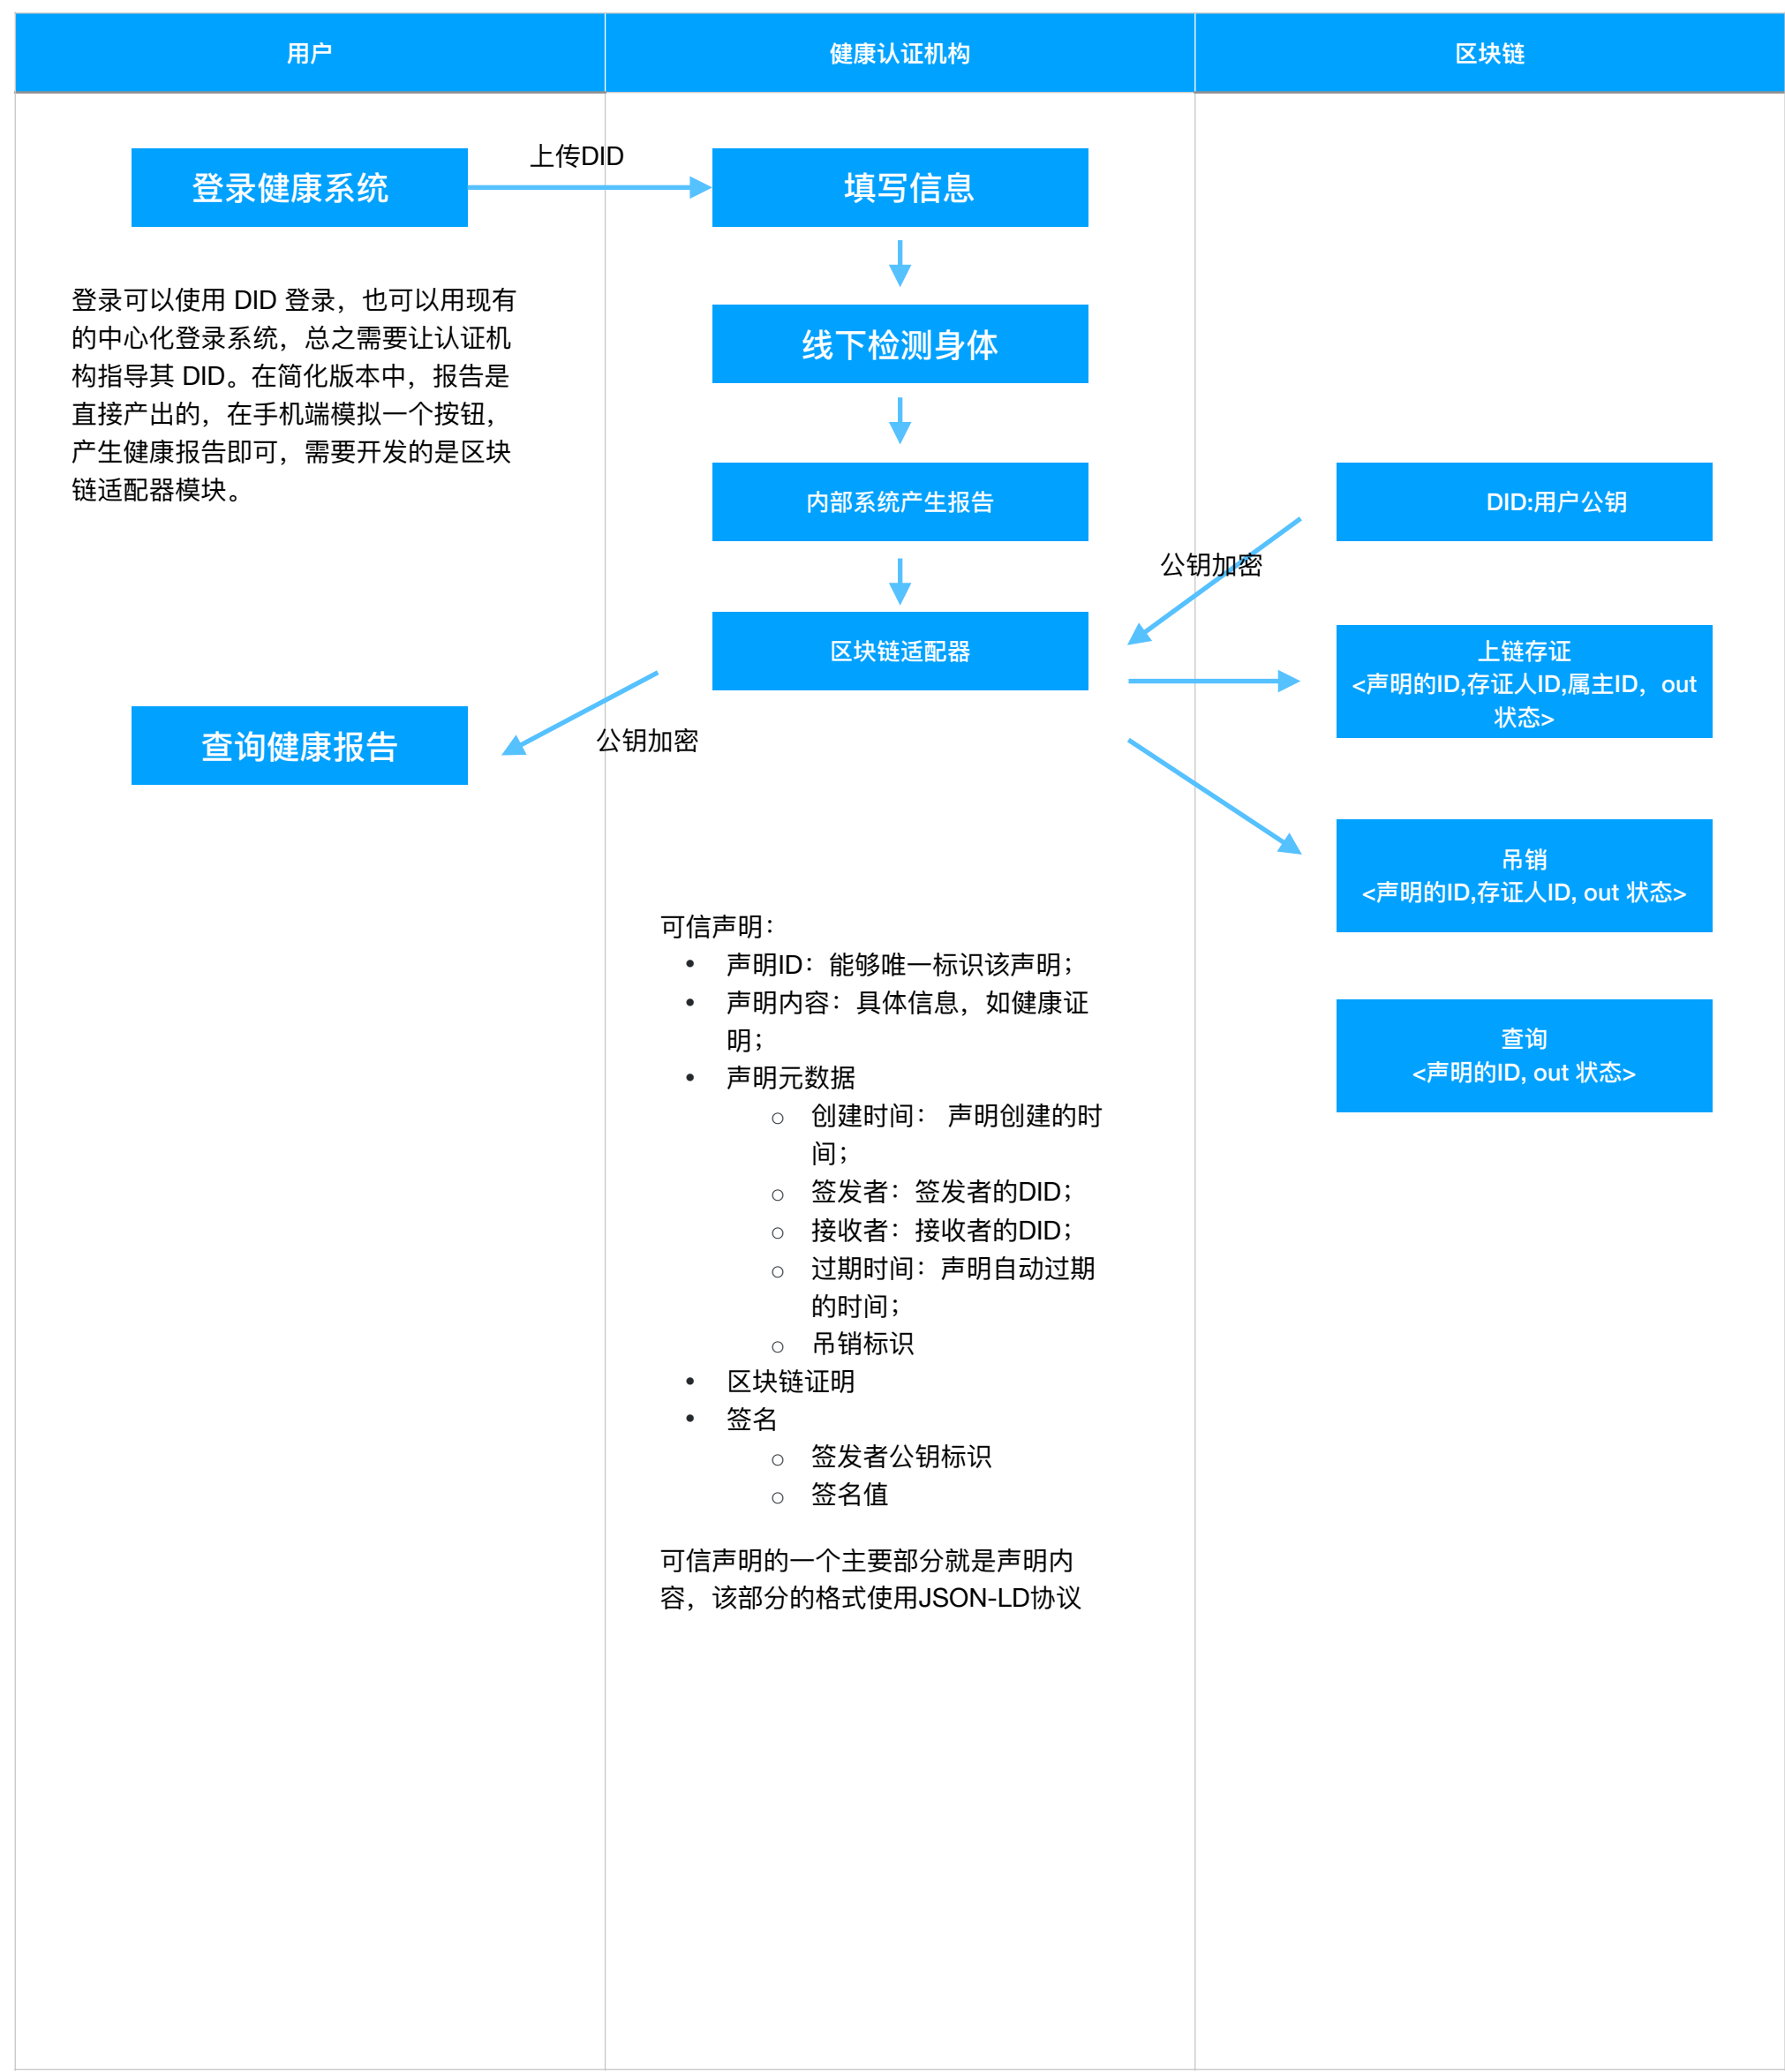 用户
健康认证机构
区块链
上传DID
登录健康系统
填写信息
登录可以使用 DID 登录，也可以用现有
的中心化登录系统，总之需要让认证机
构指导其 DID。在简化版本中，报告是
直接产出的，在手机端模拟一个按钮，
产生健康报告即可，需要开发的是区块
链适配器模块。
线下检测身体
内部系统产生报告
DID:用户公钥
公钥加密
区块链适配器
上链存证
<声明的ID,存证人ID,属主ID，out
状态>
公钥加密
查询健康报告
吊销
<声明的ID,存证人ID, out 状态>
可信声明：
• 声明ID：能够唯一标识该声明；
• 声明内容：具体信息，如健康证
明；
• 声明元数据
○ 创建时间： 声明创建的时
间；
○ 签发者：签发者的DID；
○ 接收者：接收者的DID；
○ 过期时间：声明自动过期
的时间；
○ 吊销标识
• 区块链证明
• 签名
○ 签发者公钥标识
○ 签名值
可信声明的一个主要部分就是声明内
容，该部分的格式使用JSON-LD协议
查询
<声明的ID, out 状态>